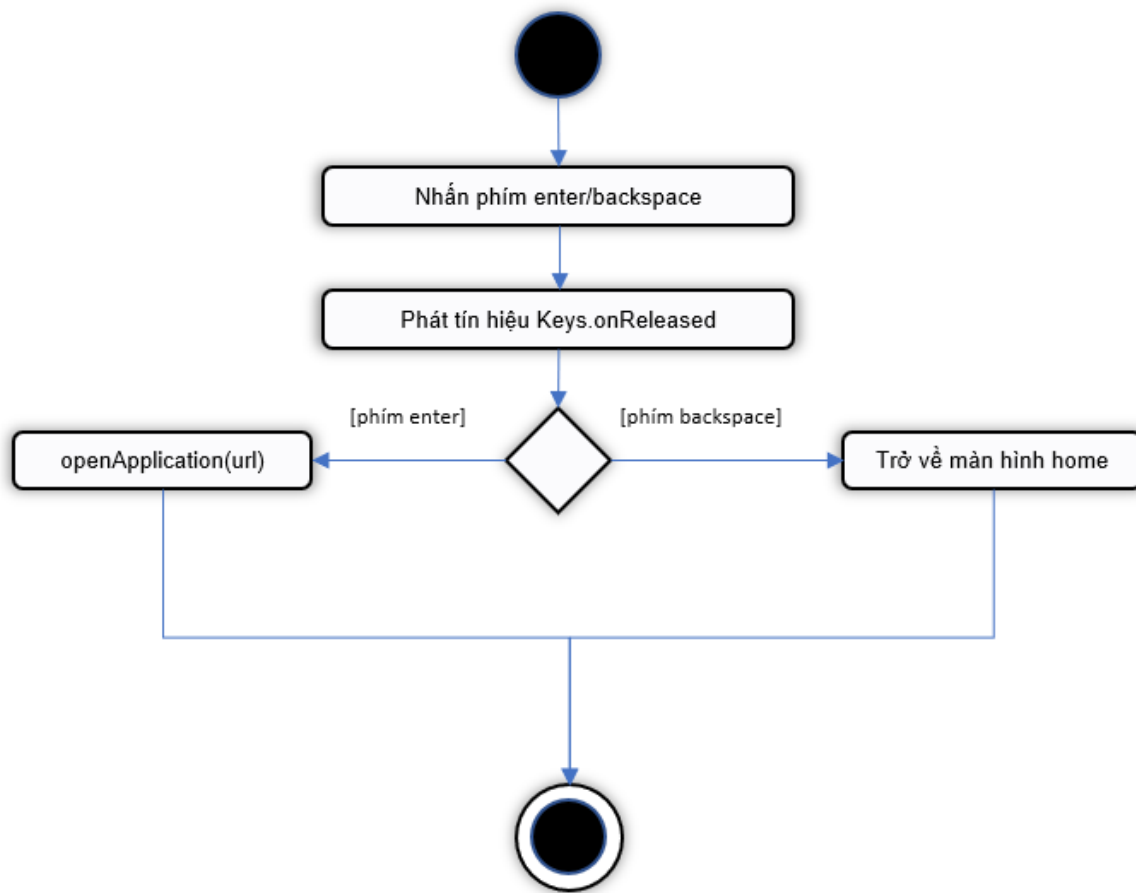 Nhấn phím enter/backspace
Phát tín hiệu Keys.onReleased
[phím enter]
[phím backspace]
openApplication(url)
Trở về màn hình home